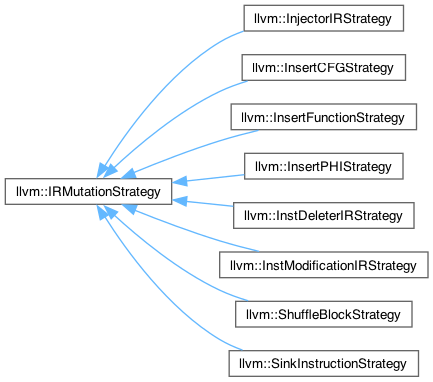 llvm::InjectorIRStrategy
llvm::InsertCFGStrategy
llvm::InsertFunctionStrategy
llvm::InsertPHIStrategy
llvm::IRMutationStrategy
llvm::InstDeleterIRStrategy
llvm::InstModificationIRStrategy
llvm::ShuffleBlockStrategy
llvm::SinkInstructionStrategy